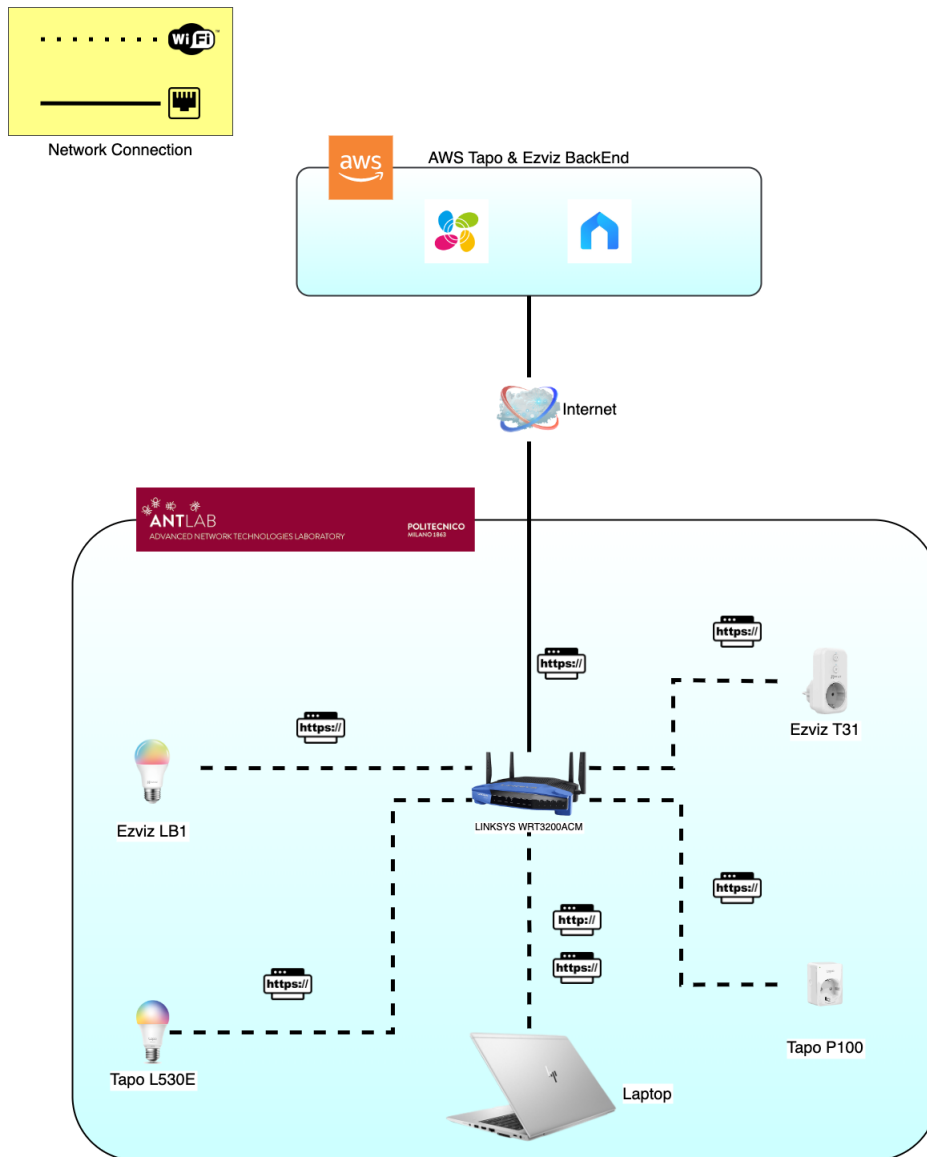 WiFi
Network Connection
aws
AWS Tapo & Ezviz BackEnd
Internet
ANTLAB
ADVANCED NETWORK TECHNOLOGIES LABORATORY
POLITECNICO
MILANO 1863
https://
https://
https://
Ezviz T31
Ezviz LB1
LINKSYS WRT3200ACM
https://
http://
https://
https://
Tapo P100
Tapo L530E
Laptop